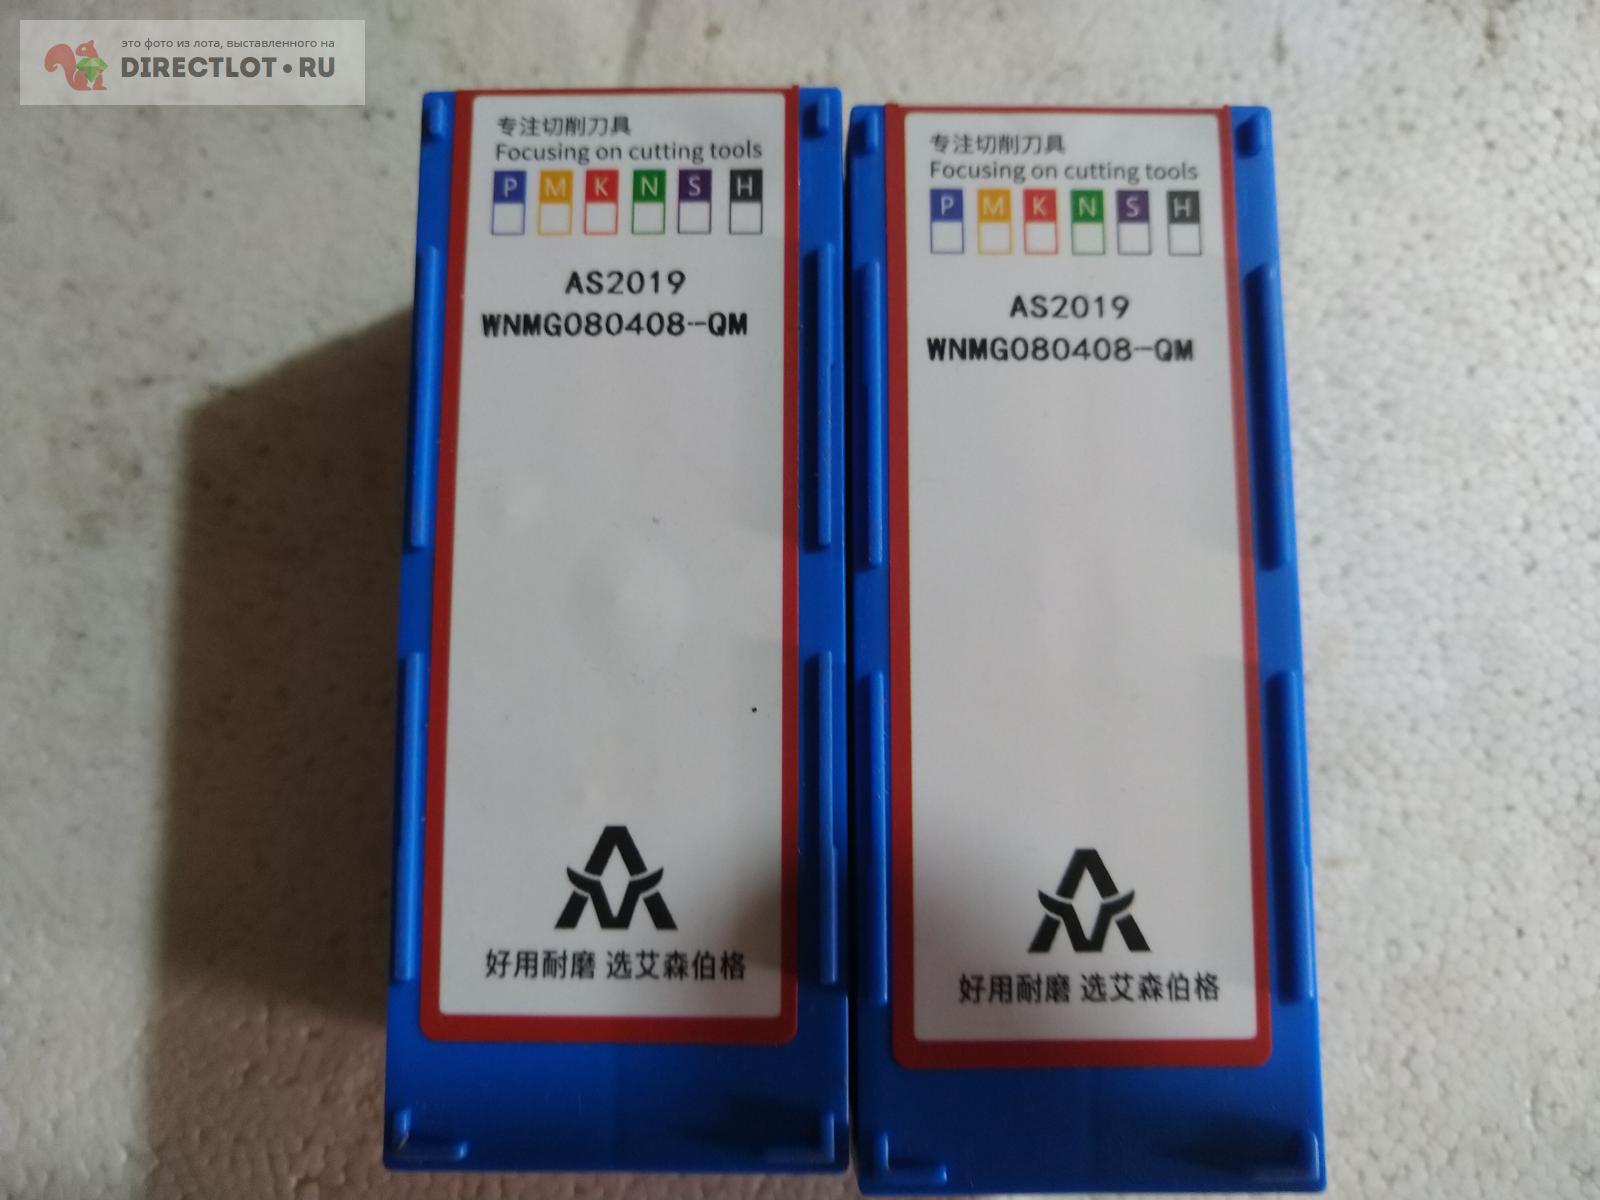 это фото из лота, выставленного на
DIRECTLOT•RU
专注切削刀具
Focusing on cutting tools
P M K N S H
AS2019
WNMG080408--QM
好用耐磨 选艾森伯格
专注切削刀具
Focusing on cutting tools
P M K N S H
AS2019
WNMG080408--QM
好用耐磨 选艾森伯格